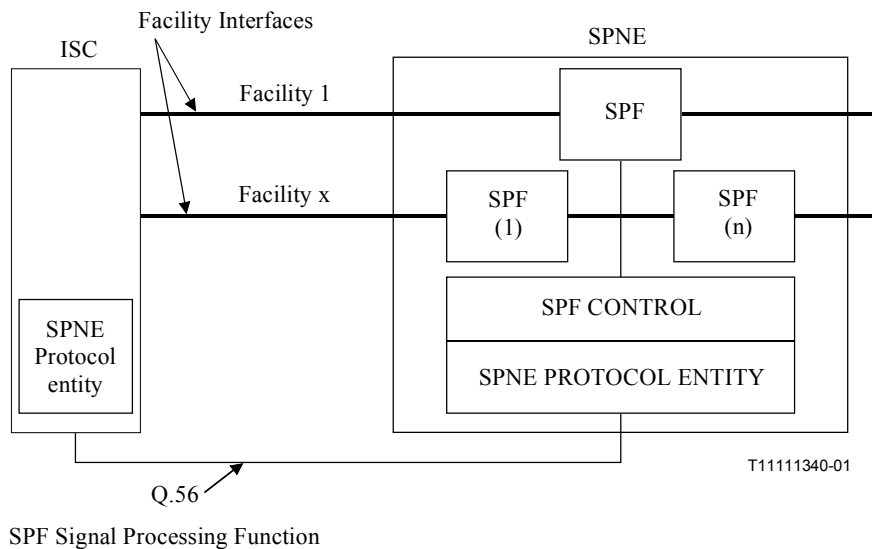 Facility Interfaces
ISC
SPNE
Facility 1
SPF
Facility x
SPF
(1)
SPF
(n)
SPF CONTROL
SPNE
Protocol
entity
SPNE PROTOCOL ENTITY
T11111340-01
Q.56
SPF Signal Processing Function